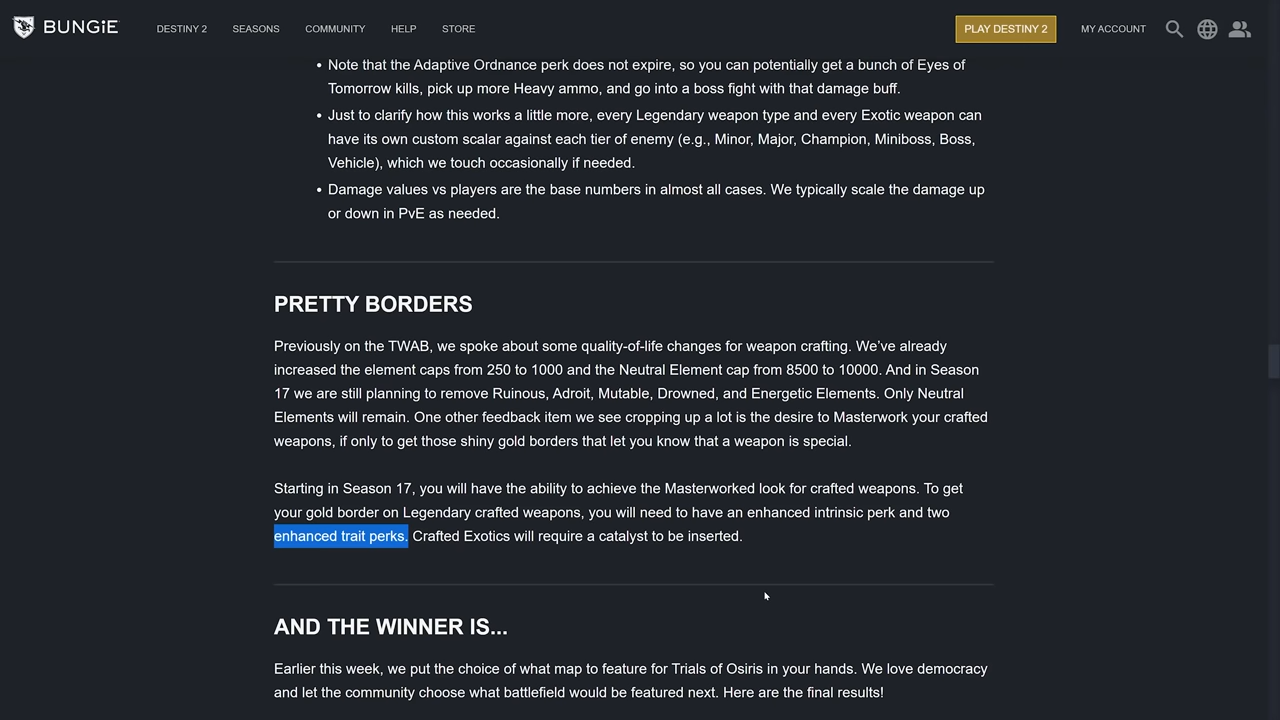 BUNGiE DESTINY 2 SEASONS COMMUNITY HELP STORE PLAY DESTINY 2 MY ACCOUNT
• Note that the Adaptive Ordnance perk does not expire, so you can potentially get a bunch of Eyes of
Tomorrow kills, pick up more Heavy ammo, and go into a boss fight with that damage buff.
• Just to clarify how this works a little more, every Legendary weapon type and every Exotic weapon can
have its own custom scalar against each tier of enemy (e.g., Minor, Major, Champion, Miniboss, Boss,
Vehicle), which we touch occasionally if needed.
• Damage values vs players are the base numbers in almost all cases. We typically scale the damage up
or down in PvE as needed.
PRETTY BORDERS
Previously on the TWAB, we spoke about some quality-of-life changes for weapon crafting. We’ve already
increased the element caps from 250 to 1000 and the Neutral Element cap from 8500 to 10000. And in Season
17 we are still planning to remove Ruinous, Adroit, Mutable, Drowned, and Energetic Elements. Only Neutral
Elements will remain. One other feedback item we see cropping up a lot is the desire to Masterwork your crafted
weapons, if only to get those shiny gold borders that let you know that a weapon is special.
Starting in Season 17, you will have the ability to achieve the Masterworked look for crafted weapons. To get
your gold border on Legendary crafted weapons, you will need to have an enhanced intrinsic perk and two
enhanced trait perks. Crafted Exotics will require a catalyst to be inserted.
AND THE WINNER IS...
Earlier this week, we put the choice of what map to feature for Trials of Osiris in your hands. We love democracy
and let the community choose what battlefield would be featured next. Here are the final results!